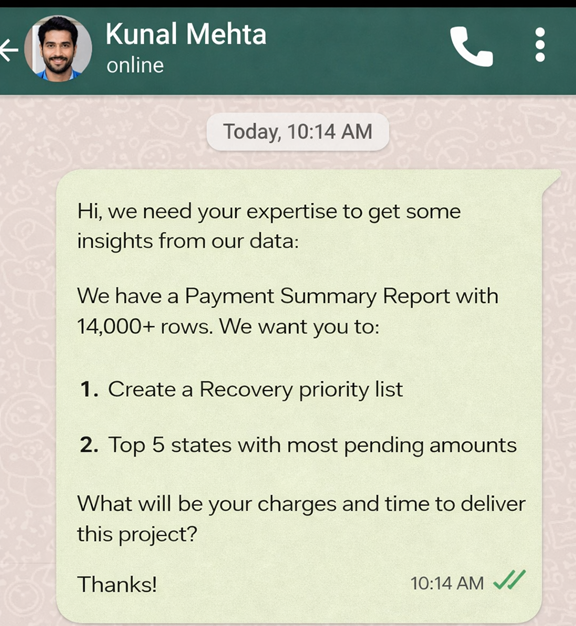 Kunal Mehta
online
Today, 10:14 AM
Hi, we need your expertise to get some
insights from our data:
We have a Payment Summary Report with
14,000+ rows. We want you to:
1. Create a Recovery priority list
2. Top 5 states with most pending amounts
What will be your charges and time to deliver
this project?
Thanks!
10:14 AM